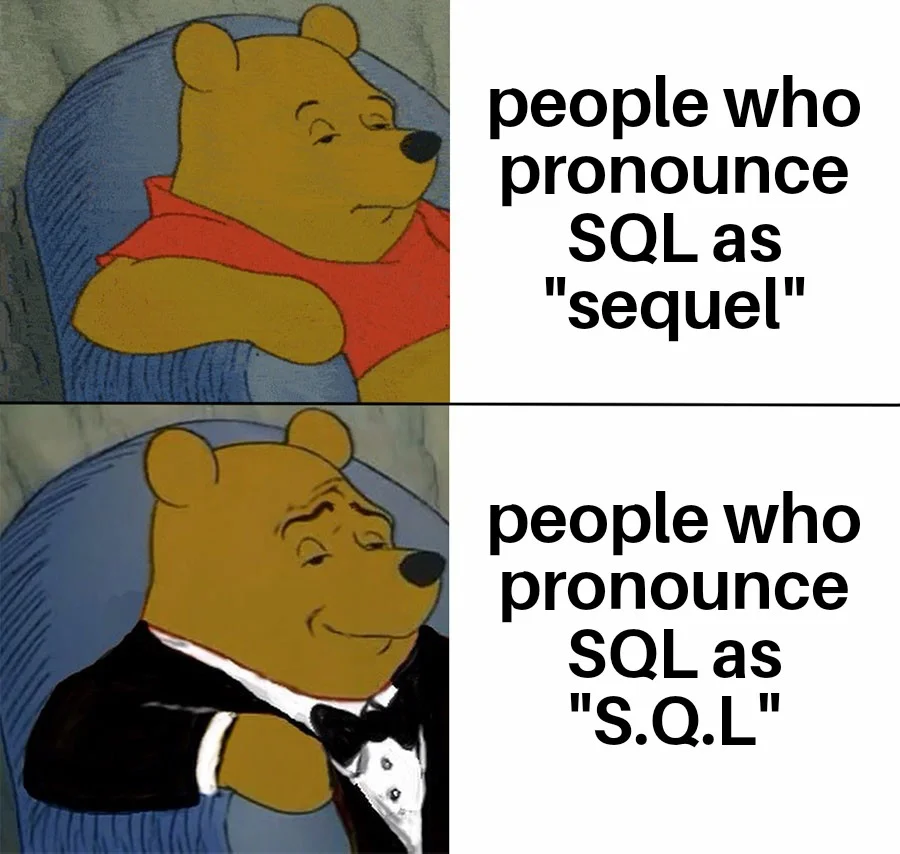 people who
pronounce
SQL as
"sequel"
people who
pronounce
SQL as
"S.Q.L"